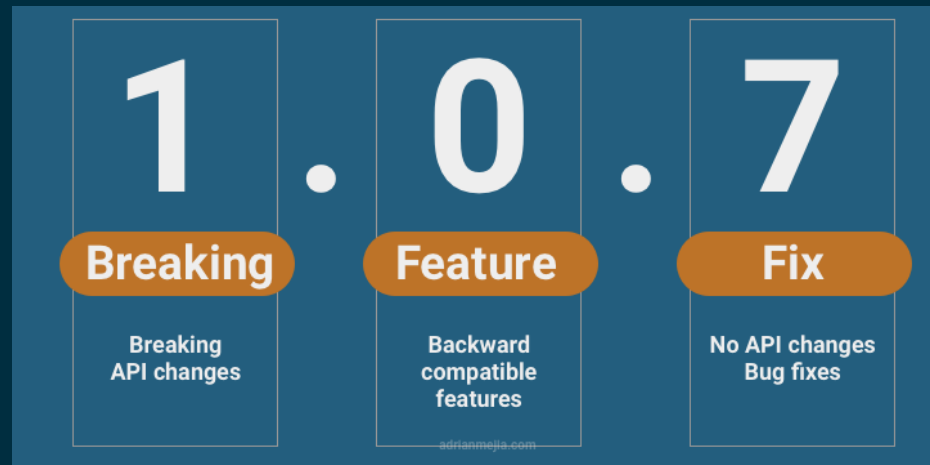 1 . 0 . 7
Breaking
Feature
Fix
Breaking
API changes
Backward
compatible
features
No API changes
Bug fixes
adrianmejia.com